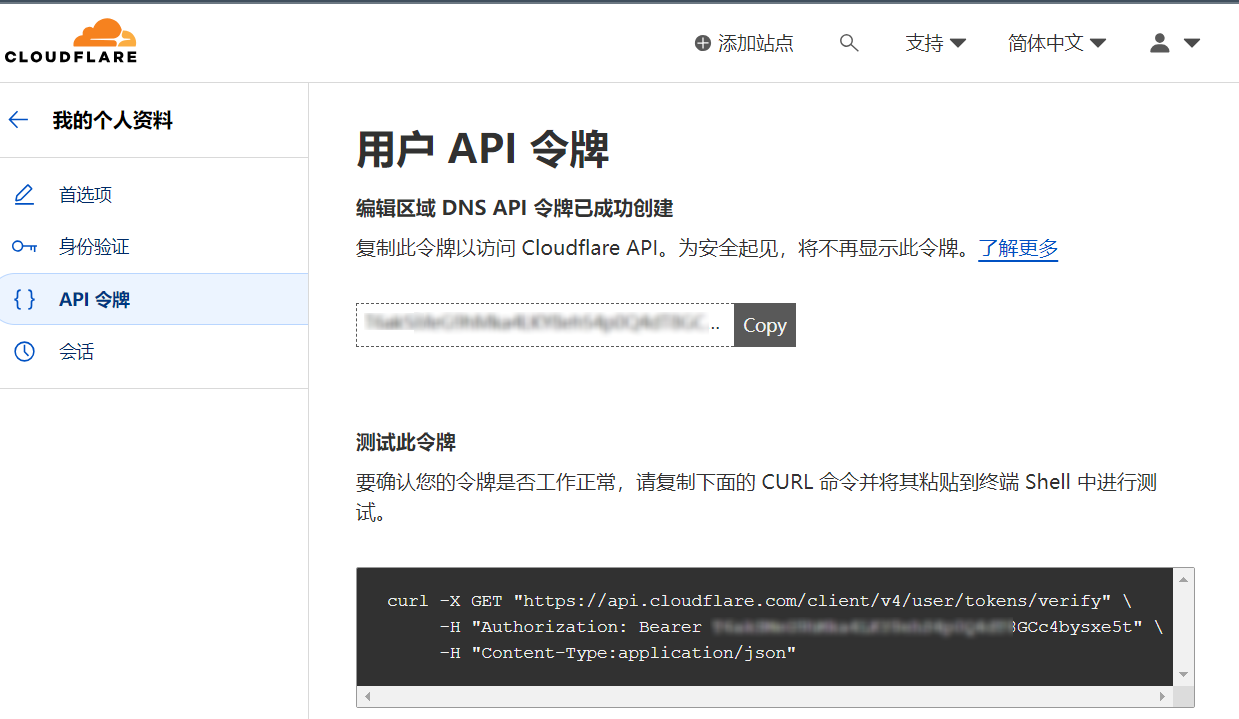 CLOUDFLARE
添加站点
支持
简体中文
我的个人资料
首选项
身份验证
API 令牌
会话
用户 API 令牌
编辑区域 DNS API 令牌已成功创建
复制此令牌以访问 Cloudflare API。为安全起见，将不再显示此令牌。了解更多
.. Copy
测试此令牌
要确认您的令牌是否工作正常，请复制下面的 CURL 命令并将其粘贴到终端 Shell 中进行测
试。
curl -X GET "https://api.cloudflare.com/client/v4/user/tokens/verify" \
-H "Authorization: Bearer GCc4bysxe5t" \
-H "Content-Type:application/json"